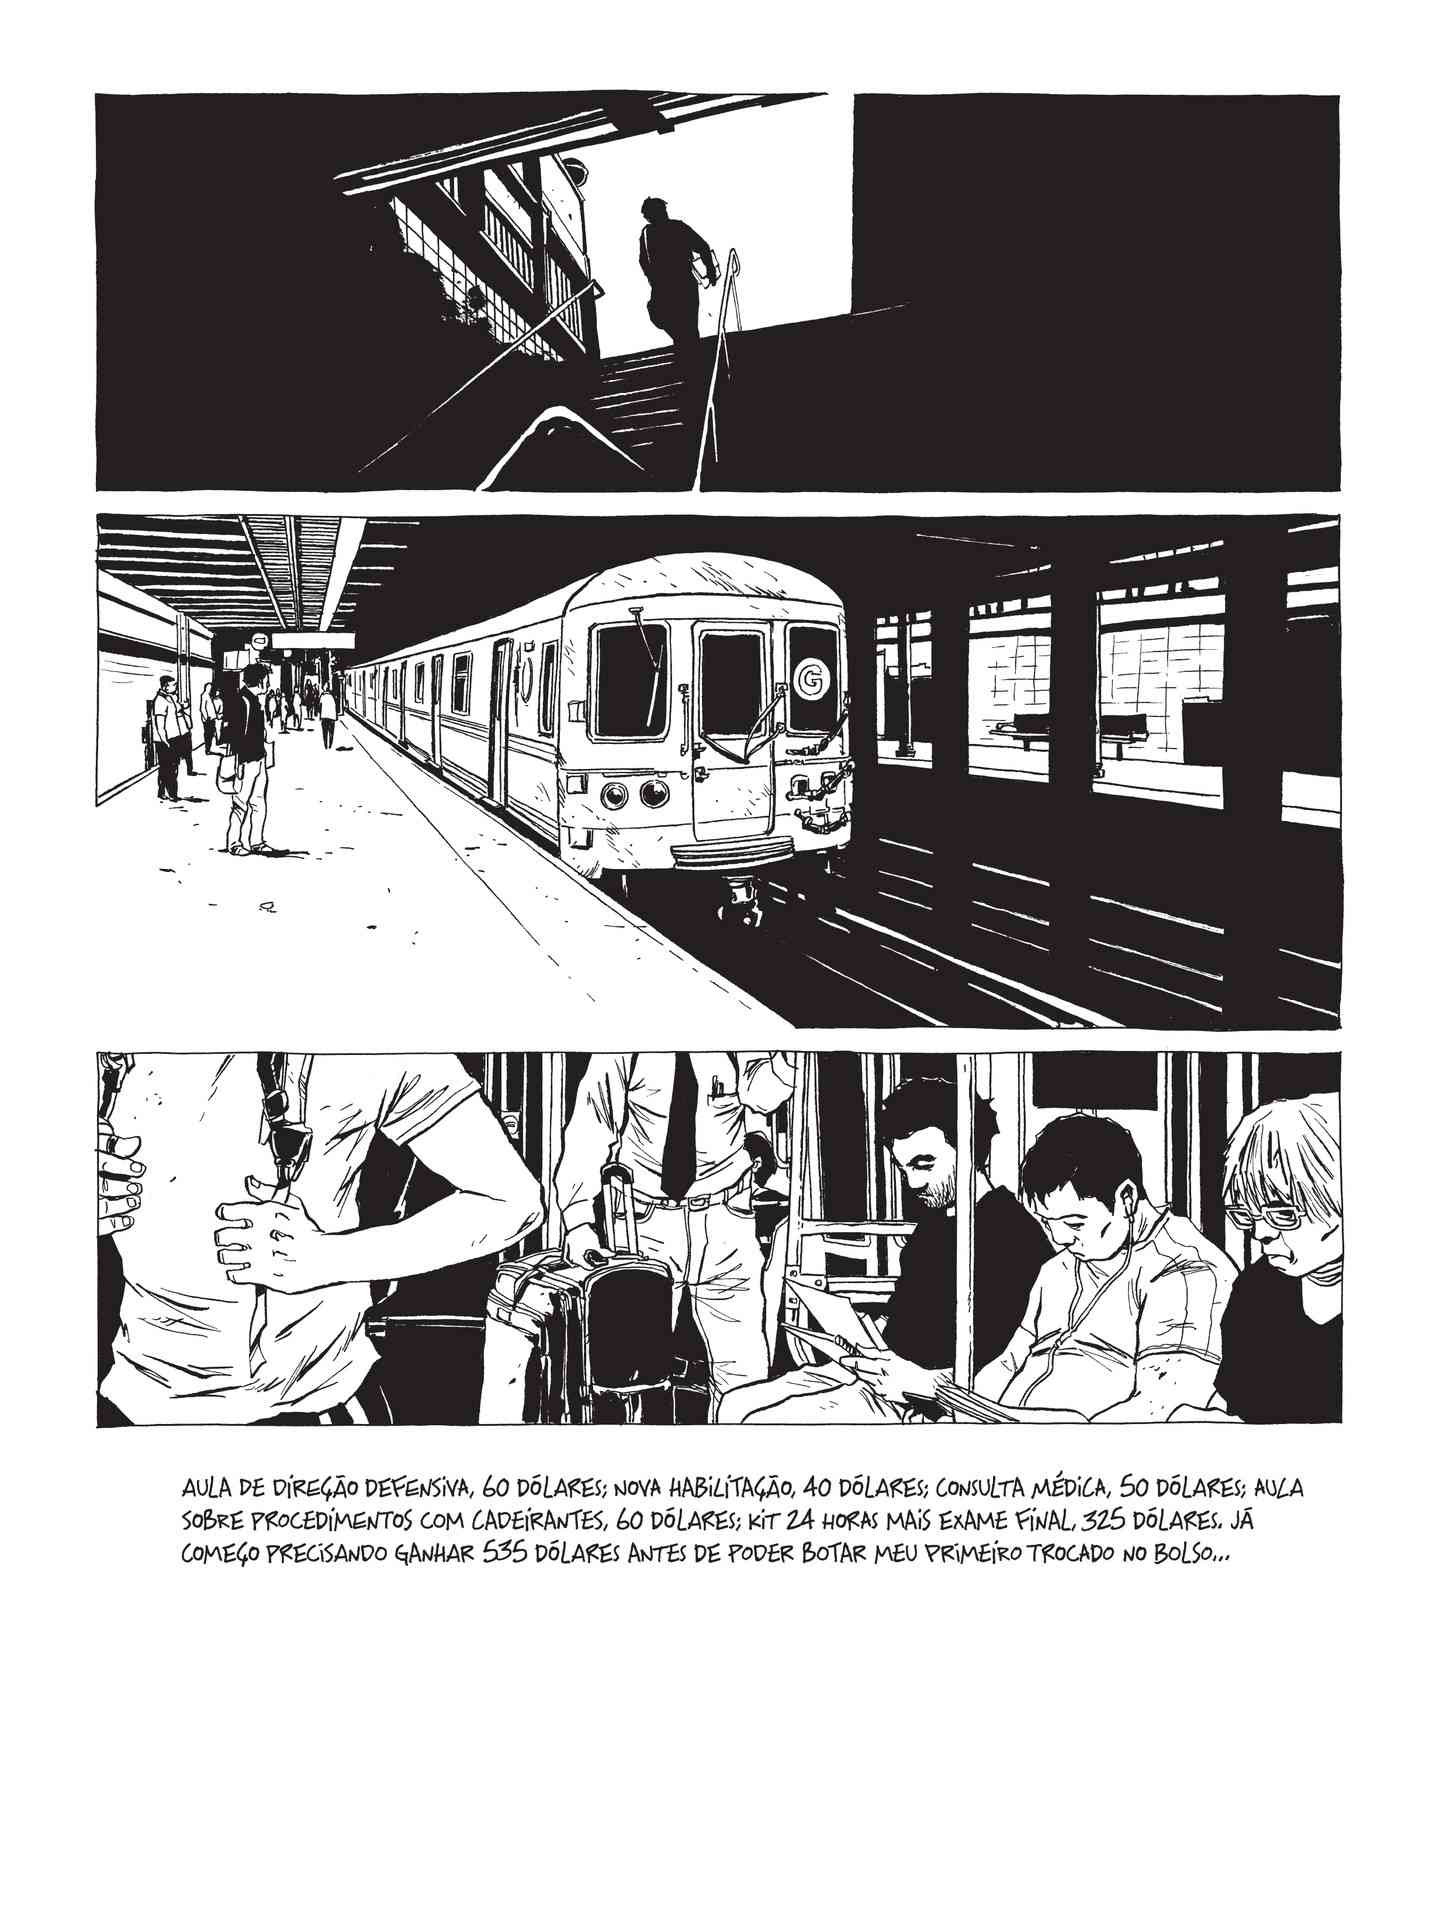 G
AULA DE DIREÇÃO DEFENSIVA, 60 DÓLARES; NOVA HABILITAÇÃO, 40 DÓLARES; CONSULTA MÉDICA, 50 DÓLARES; AULA
SOBRE PROCEDIMENTOS COM CADEIRANTES, 60 DÓLARES; KIT 24 HORAS MAIS EXAME FINAL, 325 DÓLARES. JÁ
COMEÇO PRECISANDO GANHAR 535 DÓLARES ANTES DE PODER BOTAR MEU PRIMEIRO TROCADO NO BOLSO...